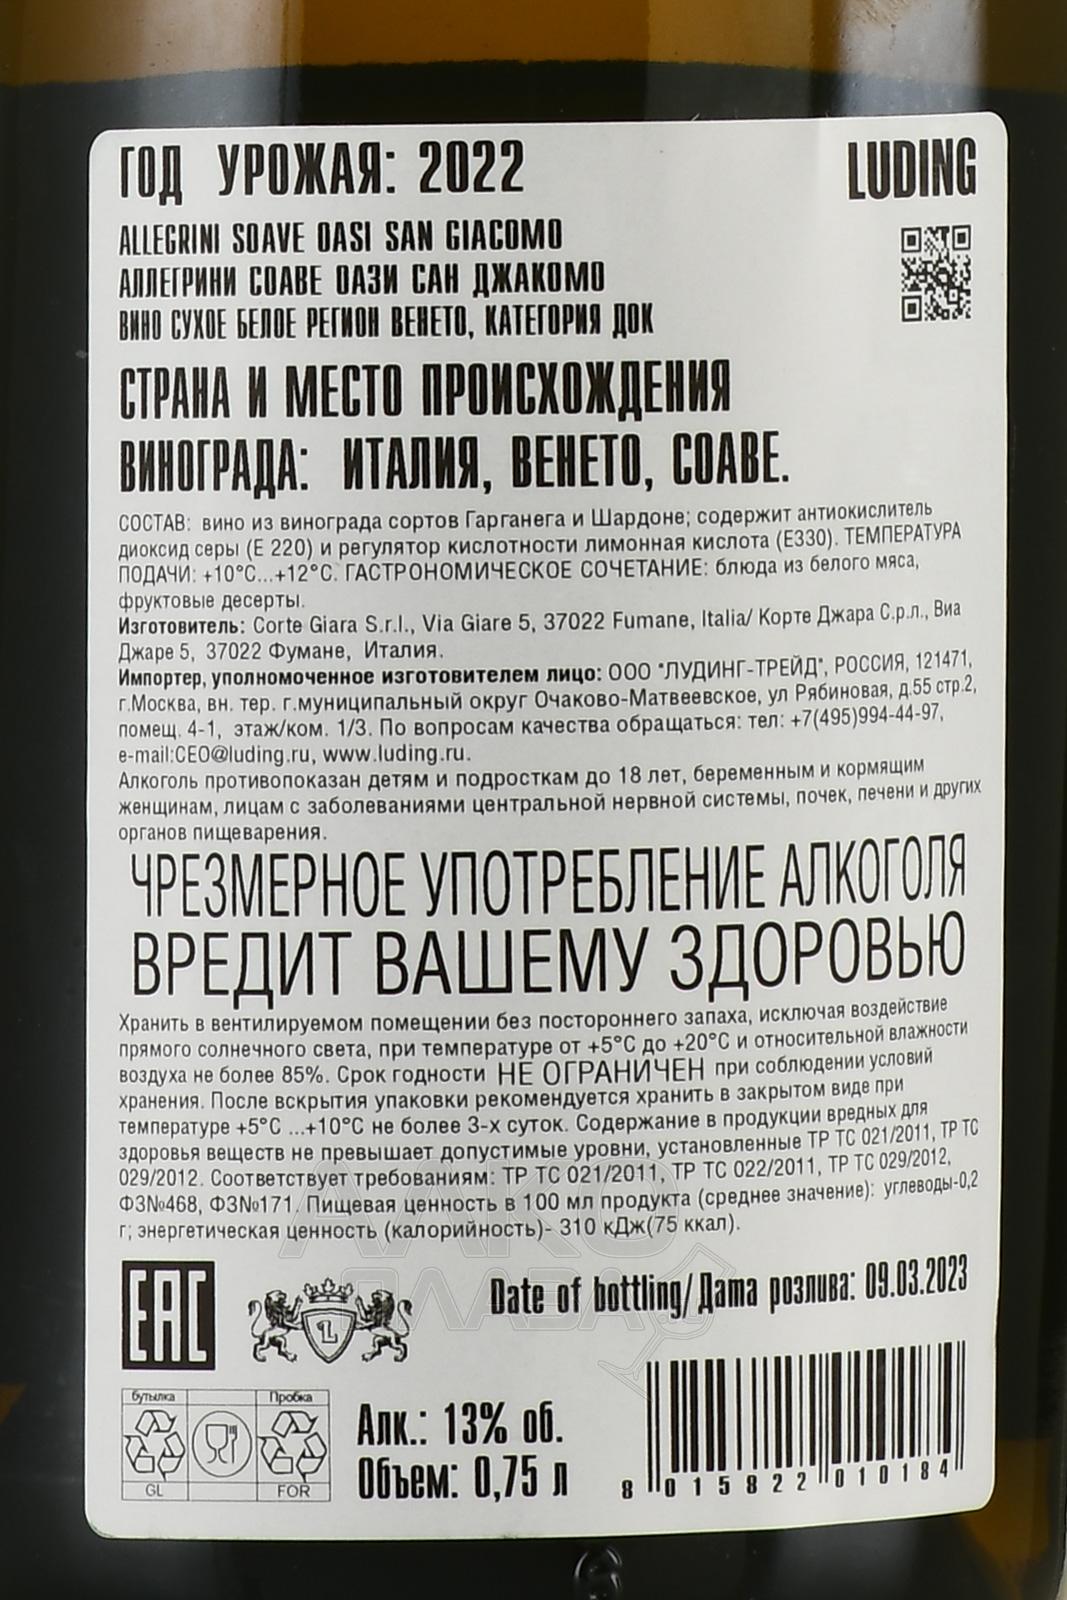 ГОД УРОЖАЯ: 2022
LUDING
ALLEGRINI SOAVE OASI SAN GIACOMO
АЛЛЕГРИНИ СОАВЕ ОАЗИ САН ДЖАКОМО
ВИНО СУХОЕ БЕЛОЕ РЕГИОН ВЕНЕТО, КАТЕГОРИЯ ДОК
СТРАНА И МЕСТО ПРОИСХОЖДЕНИЯ
ВИНОГРАДА: ИТАЛИЯ, ВЕНЕТО, СОАВЕ.
СОСТАВ: вино из винограда сортов Гарганега и Шардоне; содержит антиокислитель
диоксид серы (Е 220) и регулятор кислотности лимонная кислота (Е330). ТЕМПЕРАТУРА
ПОДАЧИ: +10°С...+12°С. ГАСТРОНОМИЧЕСКОЕ СОЧЕТАНИЕ: блюда из белого мяса,
фруктовые десерты.
Изготовитель: Corte Giara S.r.l., Via Giare 5, 37022 Fumane, Italia/ Корте Джара С.р.л., Виа
Джаре 5, 37022 Фумане, Италия.
Импортер, уполномоченное изготовителем лицо: ООО "ЛУДИНГ-ТРЕЙД", РОССИЯ, 121471,
г.Москва, вн. тер. г.муниципальный округ Очаково-Матвеевское, ул Рябиновая, д.55 стр.2,
помещ. 4-1, этаж/ком. 1/3. По вопросам качества обращаться: тел: +7(495)994-44-97,
e-mail:CEO@luding.ru, www.luding.ru.
Алкоголь противопоказан детям и подросткам до 18 лет, беременным и кормящим
женщинам, лицам с заболеваниями центральной нервной системы, почек, печени и других
органов пищеварения.
ЧРЕЗМЕРНОЕ УПОТРЕБЛЕНИЕ АЛКОГОЛЯ
ВРЕДИТ ВАШЕМУ ЗДОРОВЬЮ
Хранить в вентилируемом помещении без постороннего запаха, исключая воздействие
прямого солнечного света, при температуре от +5°С до +20°С и относительной влажности
воздуха не более 85%. Срок годности НЕ ОГРАНИЧЕН при соблюдении условий
хранения. После вскрытия упаковки рекомендуется хранить в закрытом виде при
температуре +5°С ...+10°С не более 3-х суток. Содержание в продукции вредных для
здоровья веществ не превышает допустимые уровни, установленные ТР ТС 021/2011, ТР ТС
029/2012. Соответствует требованиям: ТР ТС 021/2011, ТР ТС 022/2011, ТР ТС 029/2012,
ФЗ№468, ФЗ№171. Пищевая ценность в 100 мл продукта (среднее значение): углеводы-0,2
г; энергетическая ценность (калорийность)- 310 кДж(75 ккал).
АЛКО
ПЛАВА
EAC
L
Date of bottling/Дата розлива: 09.03.2023
бутылка
Пробка
GL
FOR
Алк.: 13% об.
Объем: 0,75 л
8 015822 010184